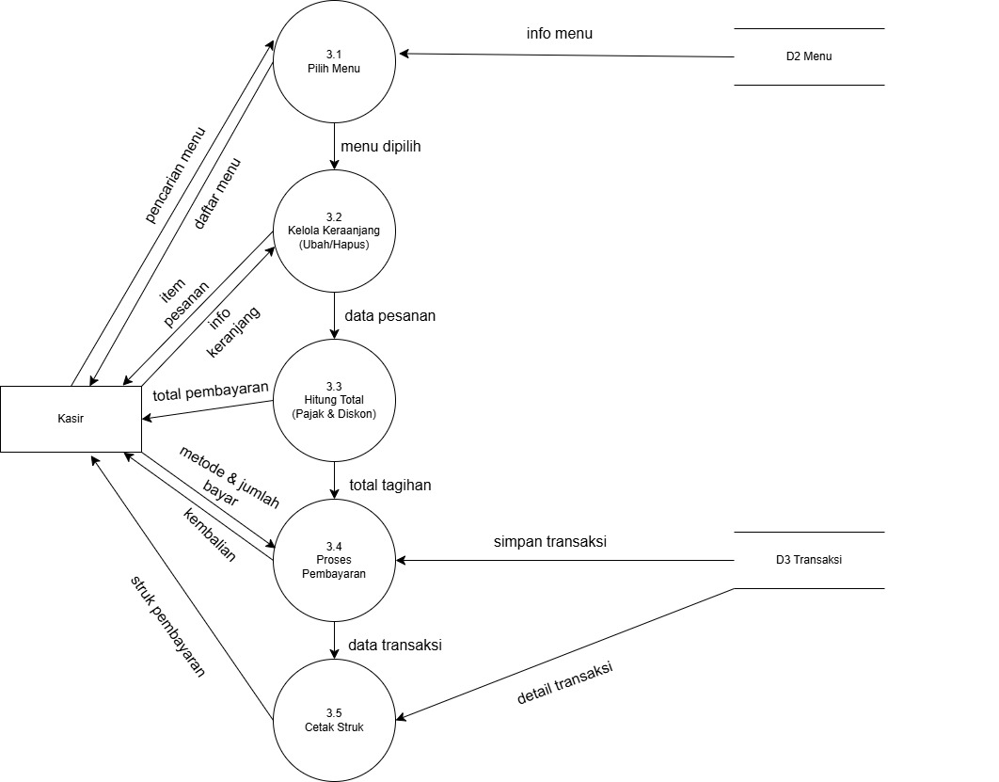 3.1
Pilih Menu
info menu
D2 Menu
pencarian menu
daftar menu
menu dipilih
3.2
Kelola Keraanjang
(Ubah/Hapus)
item
pesanan
info
keranjang
data pesanan
3.3
Hitung Total
(Pajak & Diskon)
total pembayaran
Kasir
metode & jumlah
bayar
kembalian
total tagihan
3.4
Proses
Pembayaran
simpan transaksi
D3 Transaksi
struk pembayaran
data transaksi
detail transaksi
3.5
Cetak Struk